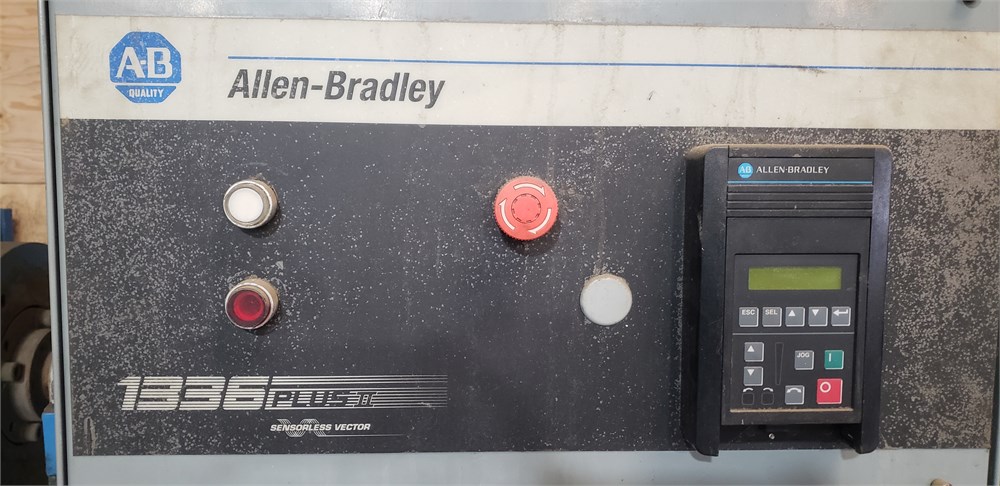 A-B
QUALITY
Allen-Bradley
AB ALLEN-BRADLEY
ESC SEL
JOG
I
O
1336 PLUS II
SENSORLESS VECTOR